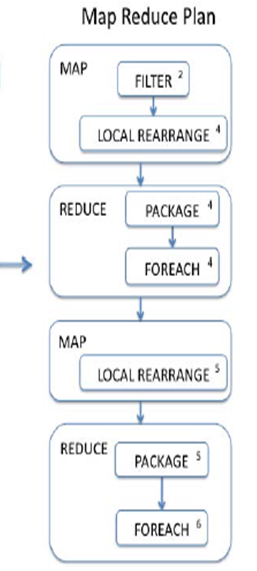 Map Reduce Plan
MAP
FILTER 2
LOCAL REARRANGE 4
REDUCE
PACKAGE 4
FOREACH 4
MAP
LOCAL REARRANGE 5
REDUCE
PACKAGE 5
FOREACH 6